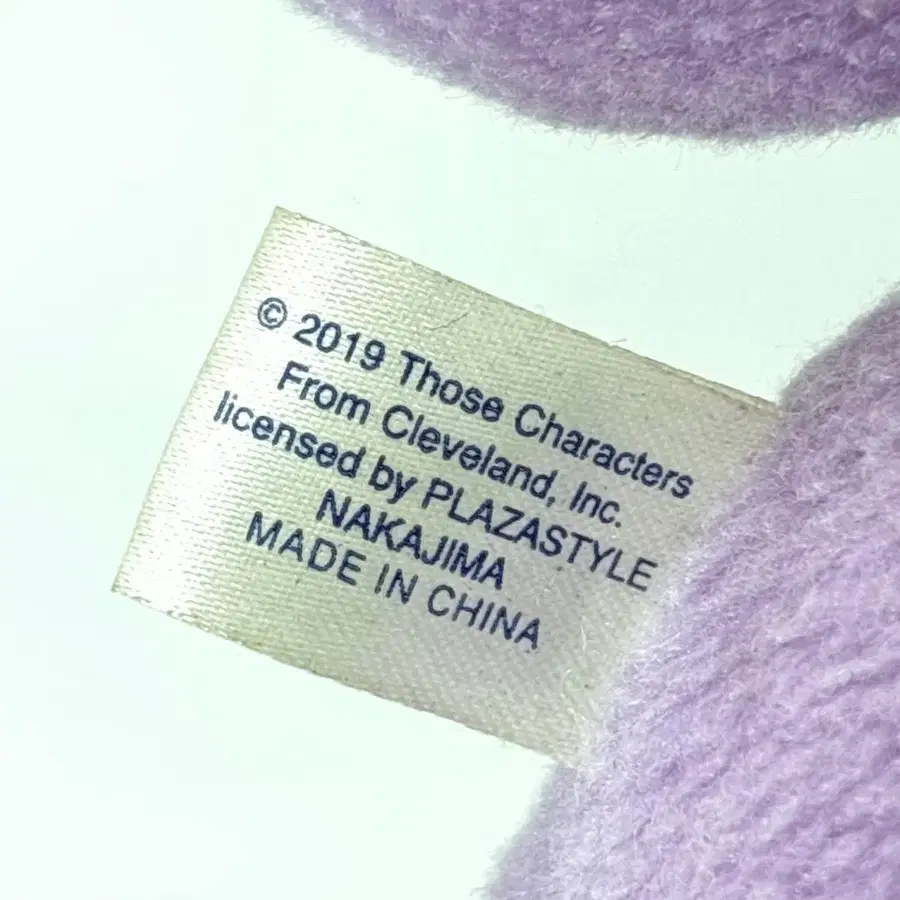 © 2019 Those Characters
From Cleveland, Inc.
licensed by PLAZASTYLE
NAKAJIMA
MADE IN CHINA